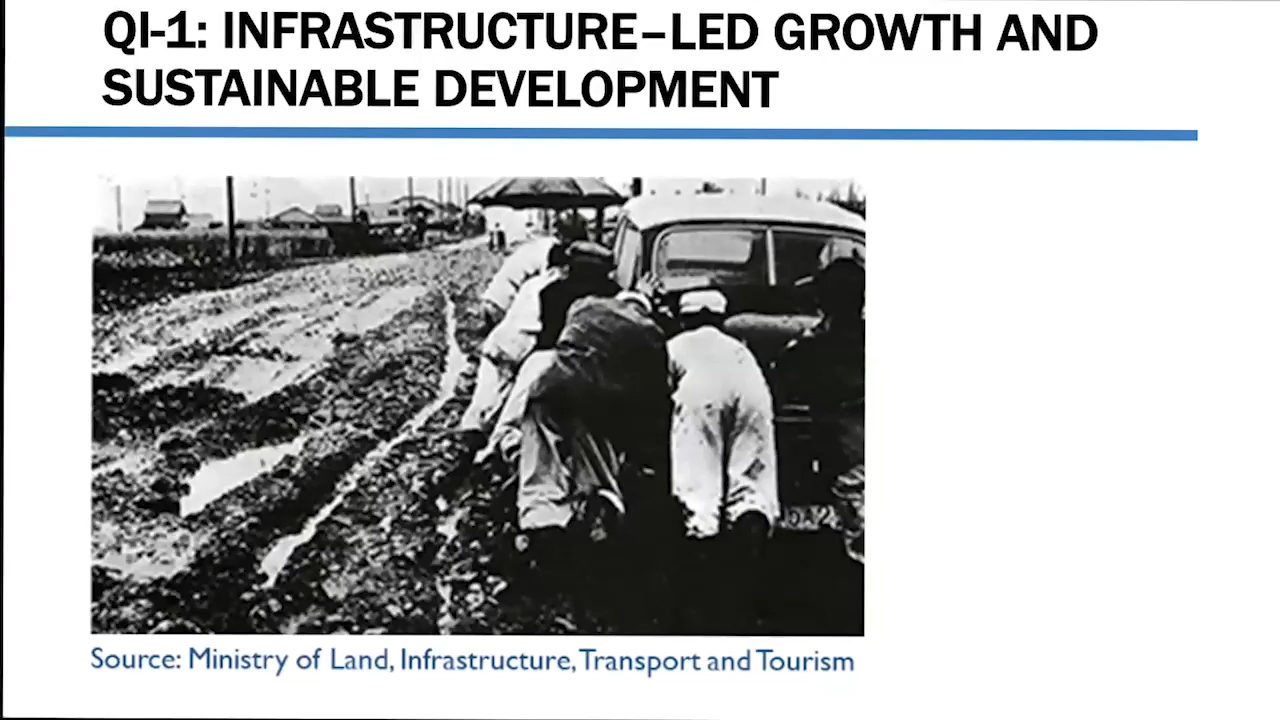 QI-1: INFRASTRUCTURE–LED GROWTH AND
SUSTAINABLE DEVELOPMENT
Source: Ministry of Land, Infrastructure, Transport and Tourism